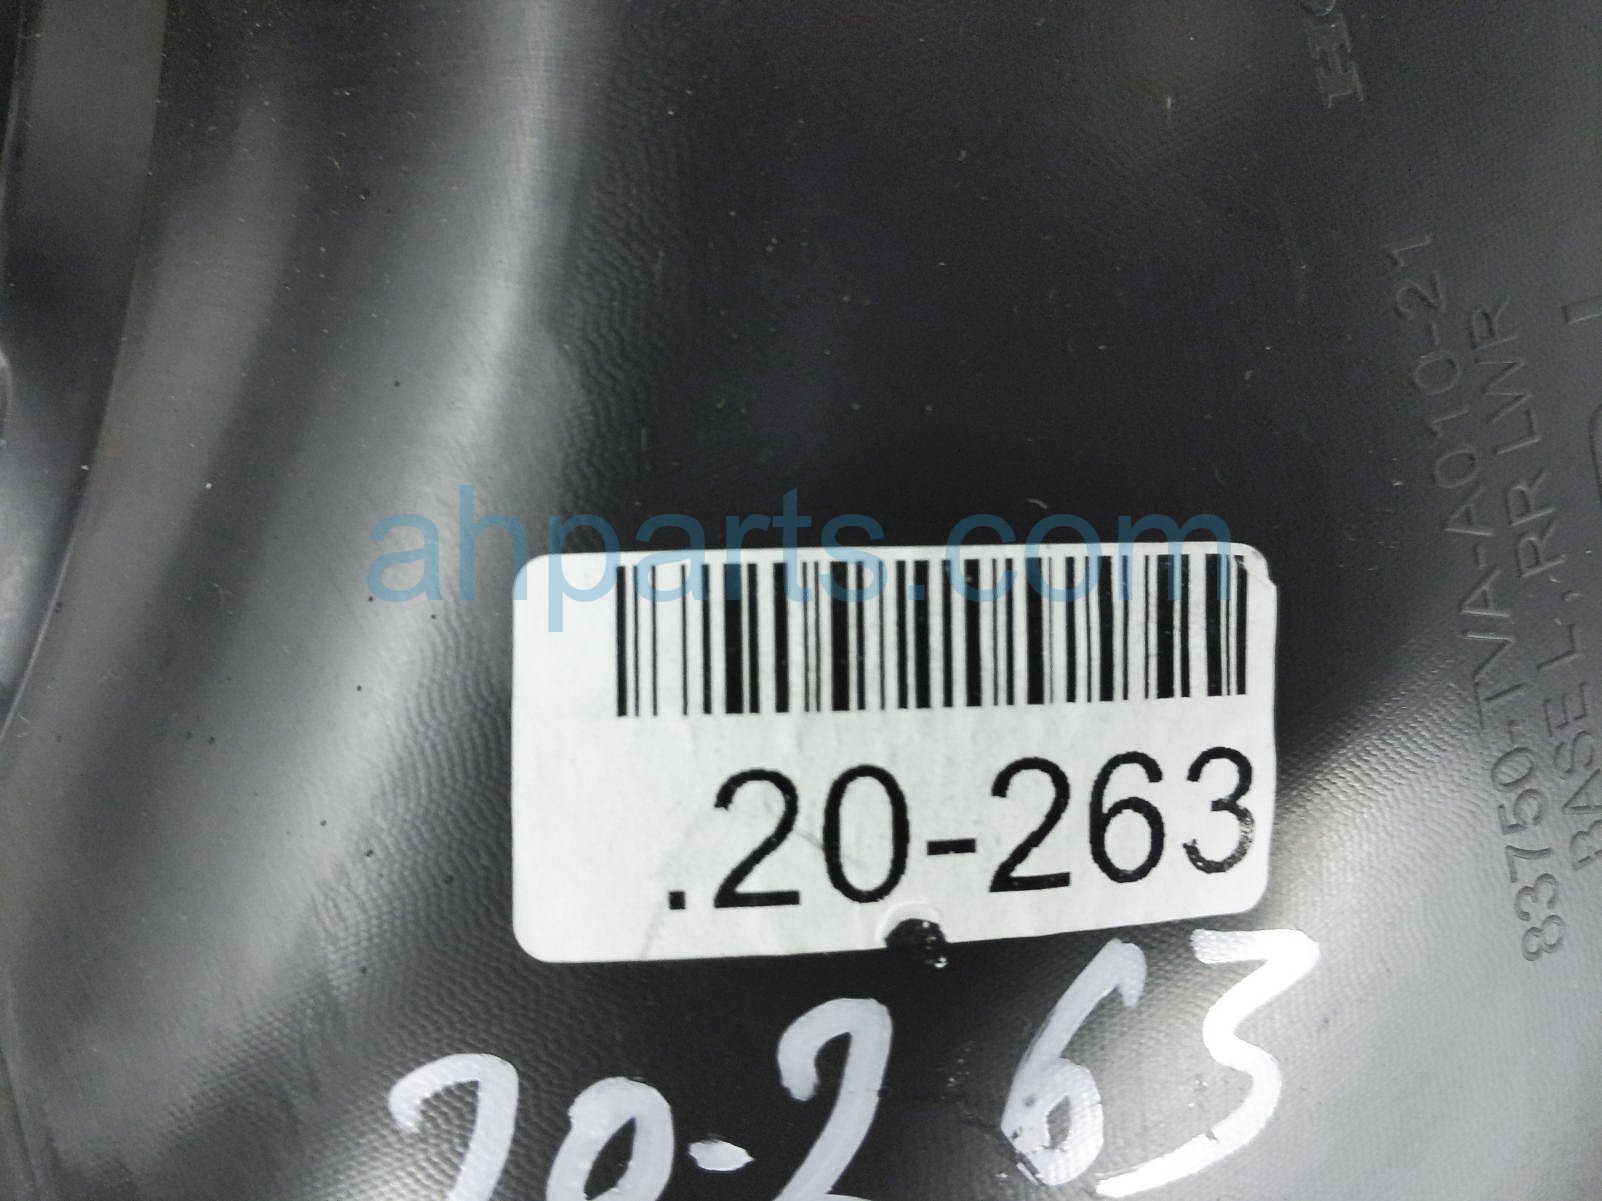 ahparts.com
.20-263
20-263
83750-TVA-A010-21
BASE L, RR LWR